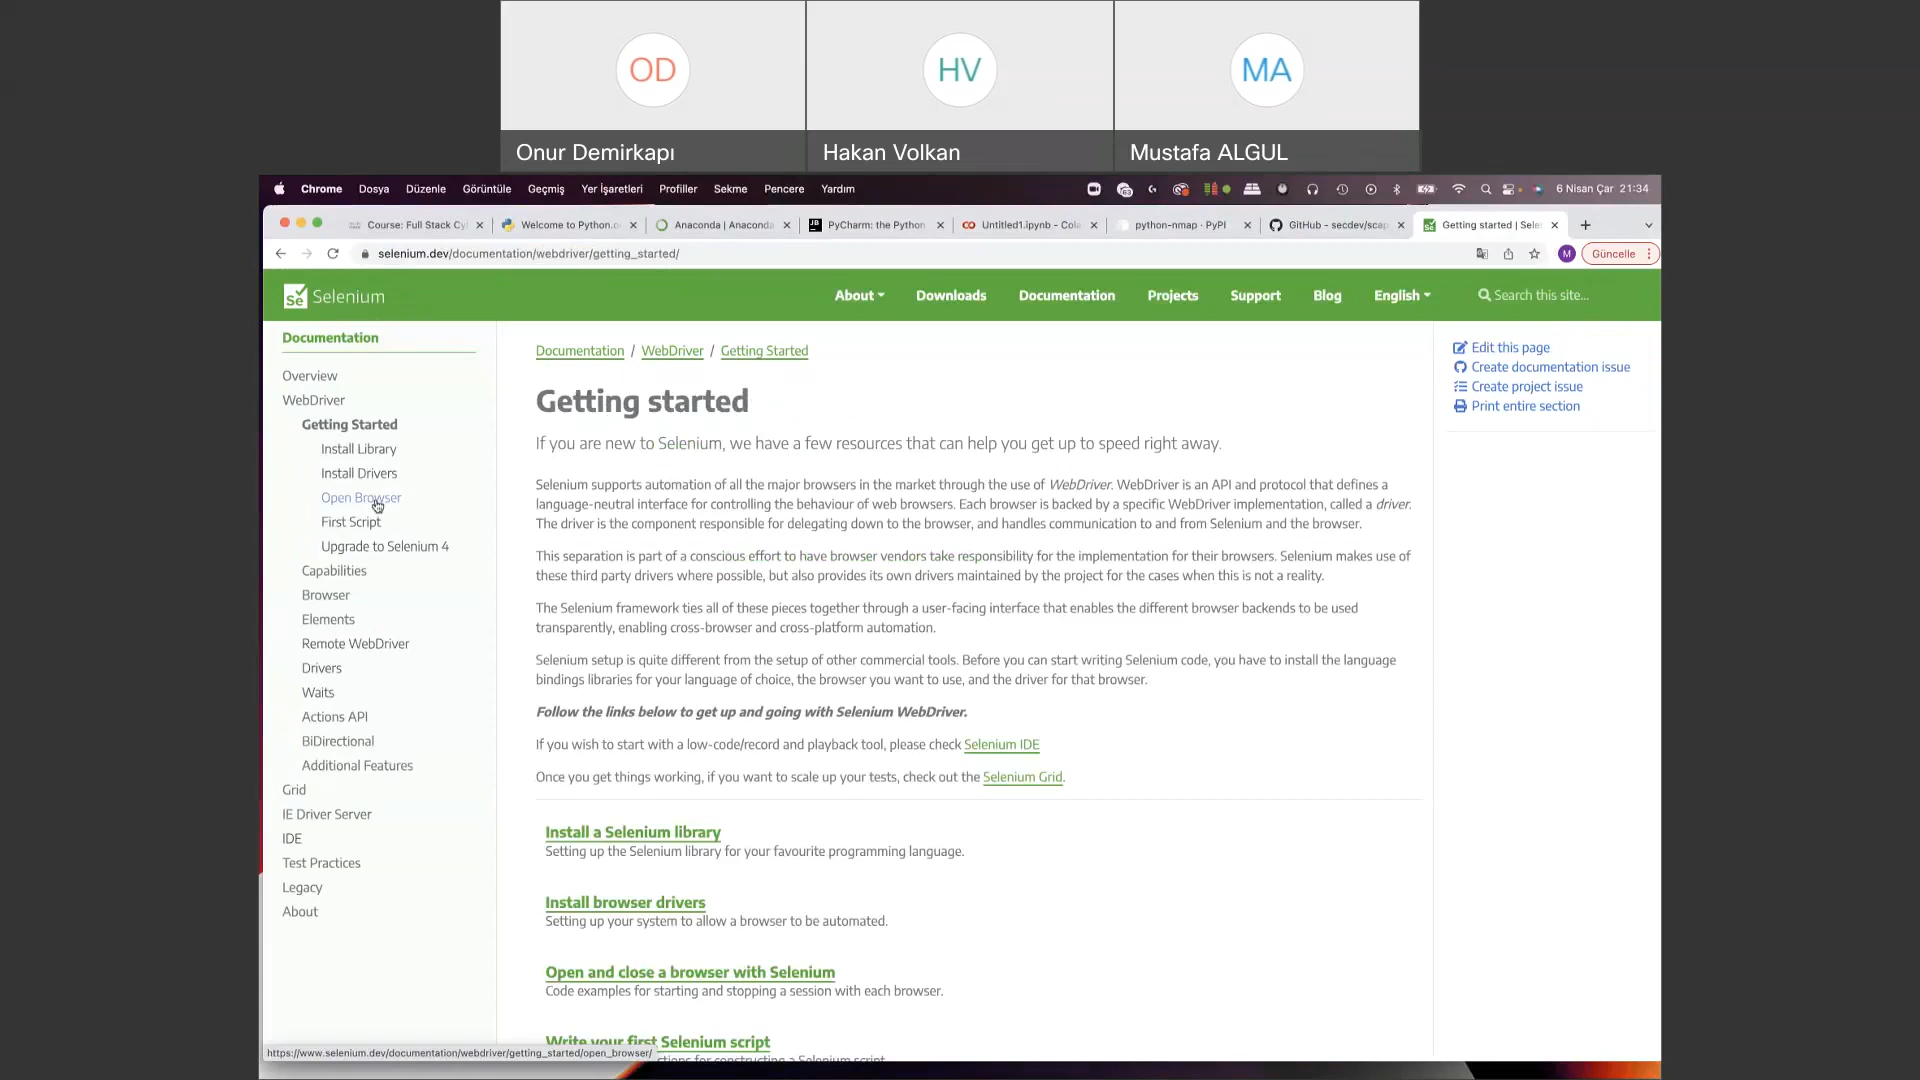 OD
HV
MA
Onur Demirkapı
Hakan Volkan
Mustafa ALGUL
Chrome Dosya Düzenle Görüntüle Geçmiş Yer İşaretleri Profiller Sekme Pencere Yardım
63
6 Nisan Çar 21:34
Course: Full Stack Cy
Welcome to Python.o
Anaconda | Anaconda
PyCharm: the Python
Untitled1.ipynb - Cola
python-nmap · PyPI
GitHub - secdev/scap
Getting started | Sele
selenium.dev/documentation/webdriver/getting_started/
M
Güncelle
Se Selenium
About Downloads Documentation Projects Support Blog English Search this site...
Documentation
Overview
WebDriver
Getting Started
Install Library
Install Drivers
Open Browser
First Script
Upgrade to Selenium 4
Capabilities
Browser
Elements
Remote WebDriver
Drivers
Waits
Actions API
BiDirectional
Additional Features
Grid
IE Driver Server
IDE
Test Practices
Legacy
About
Documentation / WebDriver / Getting Started
Getting started
If you are new to Selenium, we have a few resources that can help you get up to speed right away.
Selenium supports automation of all the major browsers in the market through the use of WebDriver. WebDriver is an API and protocol that defines a
language-neutral interface for controlling the behaviour of web browsers. Each browser is backed by a specific WebDriver implementation, called a driver.
The driver is the component responsible for delegating down to the browser, and handles communication to and from Selenium and the browser.
This separation is part of a conscious effort to have browser vendors take responsibility for the implementation for their browsers. Selenium makes use of
these third party drivers where possible, but also provides its own drivers maintained by the project for the cases when this is not a reality.
The Selenium framework ties all of these pieces together through a user-facing interface that enables the different browser backends to be used
transparently, enabling cross-browser and cross-platform automation.
Selenium setup is quite different from the setup of other commercial tools. Before you can start writing Selenium code, you have to install the language
bindings libraries for your language of choice, the browser you want to use, and the driver for that browser.
Follow the links below to get up and going with Selenium WebDriver.
If you wish to start with a low-code/record and playback tool, please check Selenium IDE
Once you get things working, if you want to scale up your tests, check out the Selenium Grid.
Install a Selenium library
Setting up the Selenium library for your favourite programming language.
Install browser drivers
Setting up your system to allow a browser to be automated.
Open and close a browser with Selenium
Code examples for starting and stopping a session with each browser.
Write your first Selenium script
ctions for constructing a Selenium script
Edit this page
Create documentation issue
Create project issue
Print entire section
https://www.selenium.dev/documentation/webdriver/getting_started/open_browser/